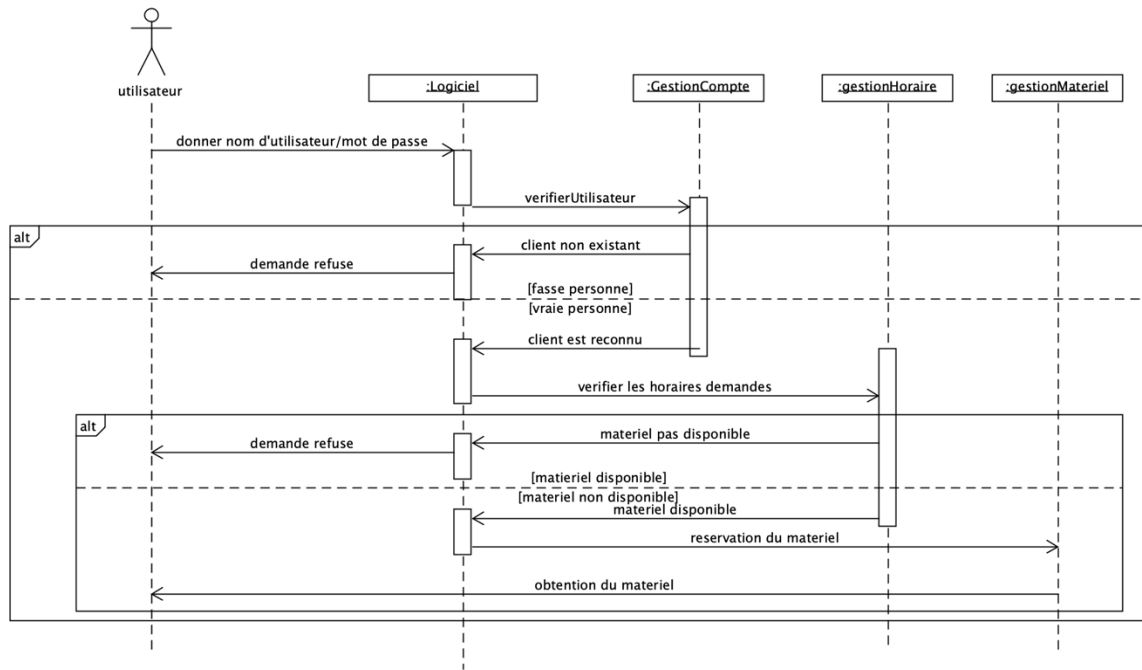 utilisateur
:Logiciel
:GestionCompte
:gestionHoraire
:gestionMateriel
donner nom d'utilisateur/mot de passe
verifierUtilisateur
alt
client non existant
demande refuse
[fasse personne]
[vraie personne]
client est reconnu
verifier les horaires demandes
alt
materiel pas disponible
demande refuse
[matieriel disponible]
[materiel non disponible]
materiel disponible
reservation du materiel
obtention du materiel